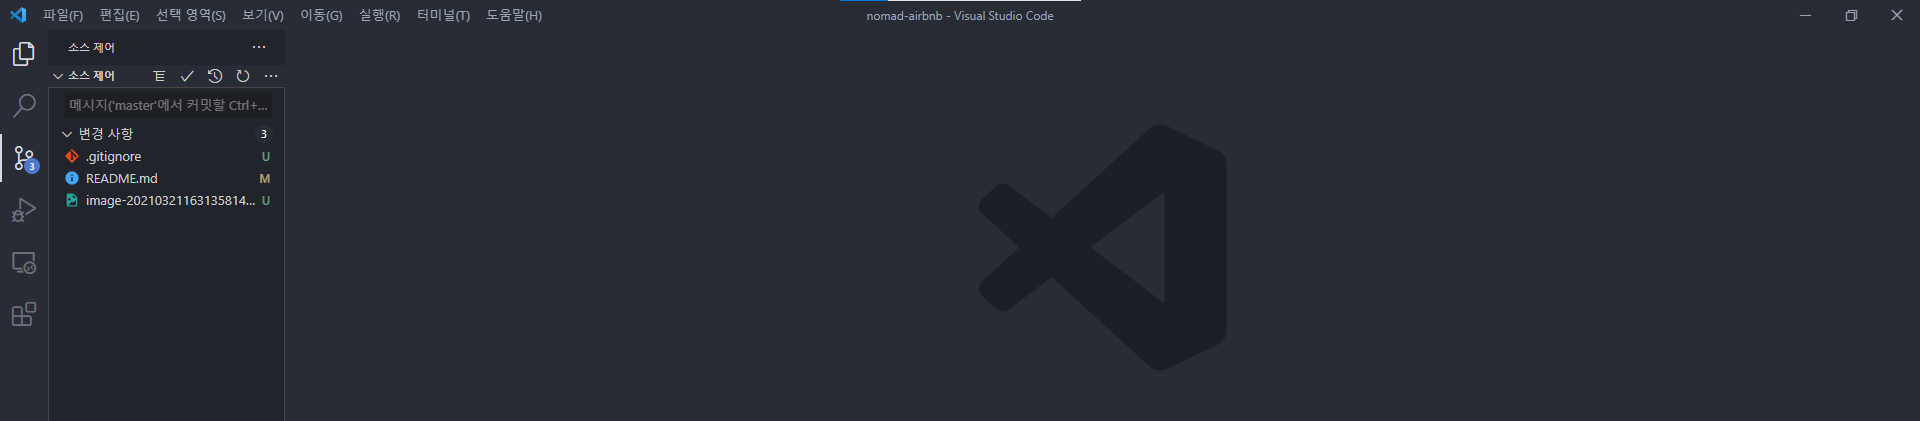 파일(F) 편집(E) 선택 영역(S) 보기(V) 이동(G) 실행(R) 터미널(T) 도움말(H) nomad-airbnb - Visual Studio Code
소스 제어 ···
소스 제어 ···
메시지('master'에서 커밋할 Ctrl+...
변경 사항 3
.gitignore U
3
README.md M
image-20210321163135814... U